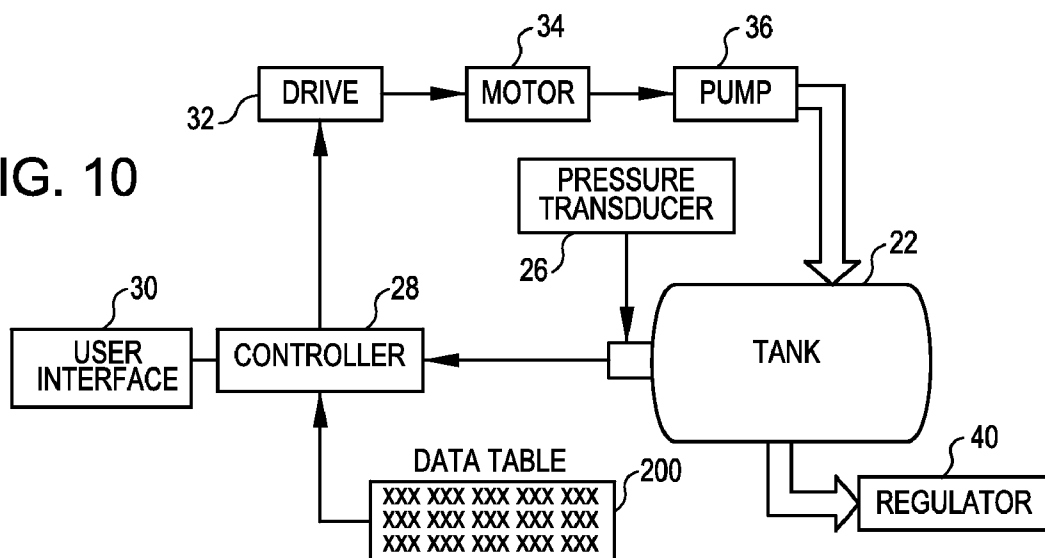 34
36
DRIVE
MOTOR
PUMP
32
IG. 10
PRESSURE
TRANSDUCER
26
22
30
28
USER
INTERFACE
CONTROLLER
TANK
DATA TABLE
200
40
XXX XXX XXX XXX XXX
XXX XXX XXX XXX XXX
XXX XXX XXX XXX XXX
REGULATOR